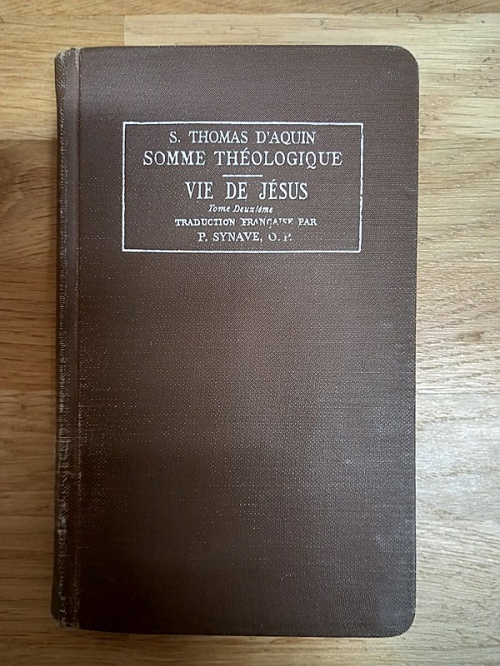 S. THOMAS D'AQUIN
SOMME THÉOLOGIQUE
VIE DE JÉSUS
Tome Deuxième
TRADUCTION FRANÇAISE PAR
P. SYNAVE, O. P.